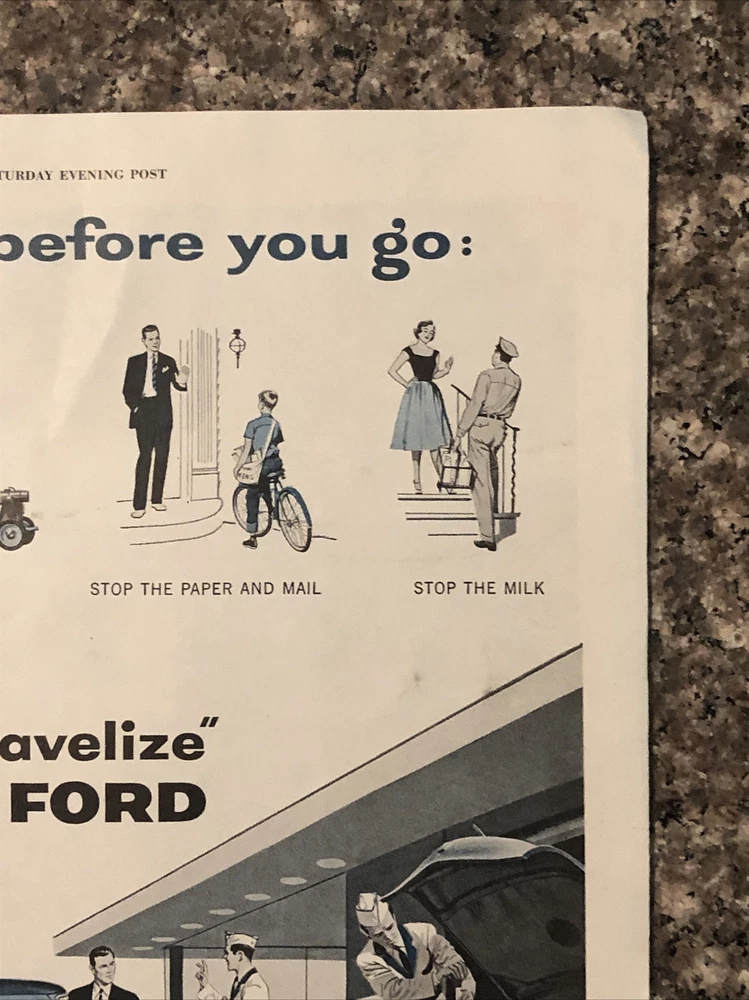 TURDAY EVENING POST
before you go:
STOP THE PAPER AND MAIL
STOP THE MILK
avelize"
FORD